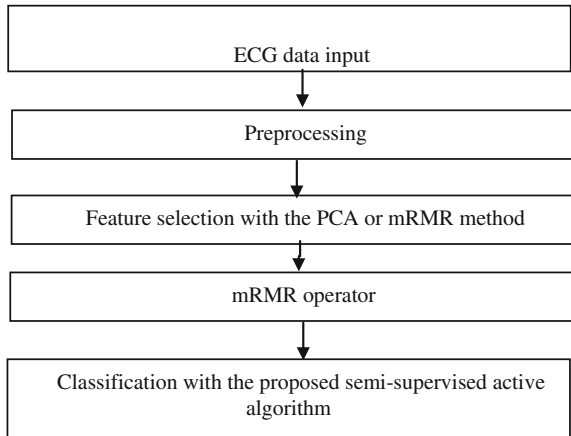 ECG data input
Preprocessing
Feature selection with the PCA or mRMR method
mRMR operator
Classification with the proposed semi-supervised active
algorithm